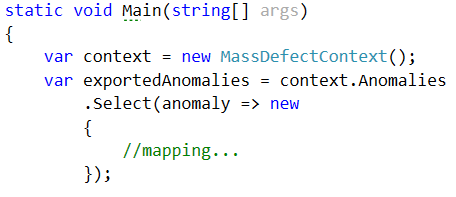 static void Main(string[] args)
{
var context = new MassDefectContext();
var exportedAnomalies = context.Anomalies
.Select(anomaly => new
{
//mapping...
});